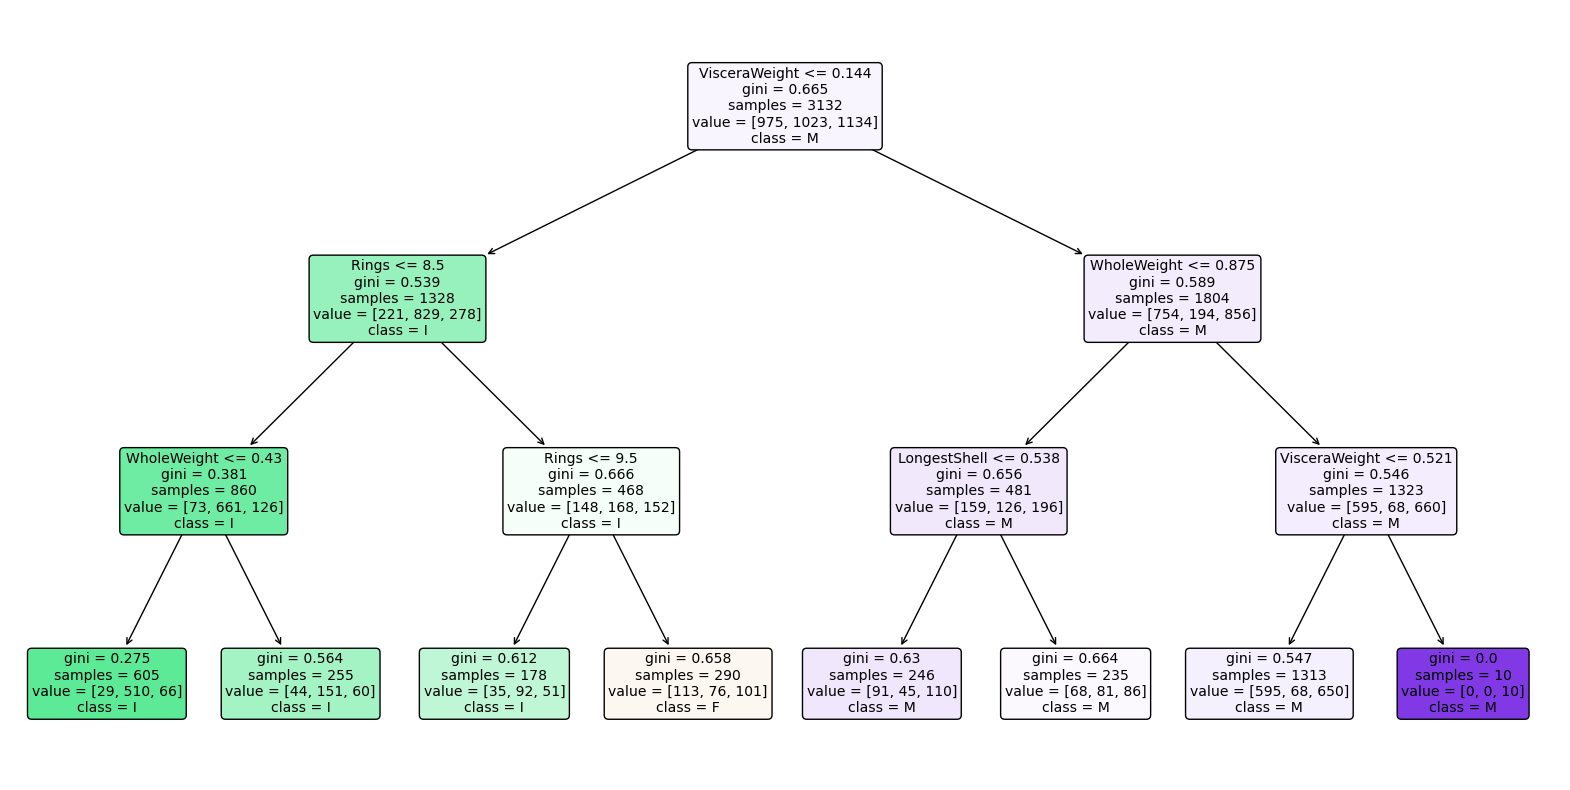 VisceraWeight <= 0.144
gini = 0.665
samples = 3132
value = [975, 1023, 1134]
class = M
Rings <= 8.5
gini = 0.539
samples = 1328
value = [221, 829, 278]
class = I
WholeWeight <= 0.875
gini = 0.589
samples = 1804
value = [754, 194, 856]
class = M
WholeWeight <= 0.43
gini = 0.381
samples = 860
value = [73, 661, 126]
class = I
Rings <= 9.5
gini = 0.666
samples = 468
value = [148, 168, 152]
class = I
LongestShell <= 0.538
gini = 0.656
samples = 481
value = [159, 126, 196]
class = M
VisceraWeight <= 0.521
gini = 0.546
samples = 1323
value = [595, 68, 660]
class = M
gini = 0.275
samples = 605
value = [29, 510, 66]
class = I
gini = 0.564
samples = 255
value = [44, 151, 60]
class = I
gini = 0.612
samples = 178
value = [35, 92, 51]
class = I
gini = 0.658
samples = 290
value = [113, 76, 101]
class = F
gini = 0.63
samples = 246
value = [91, 45, 110]
class = M
gini = 0.664
samples = 235
value = [68, 81, 86]
class = M
gini = 0.547
samples = 1313
value = [595, 68, 650]
class = M
gini = 0.0
samples = 10
value = [0, 0, 10]
class = M